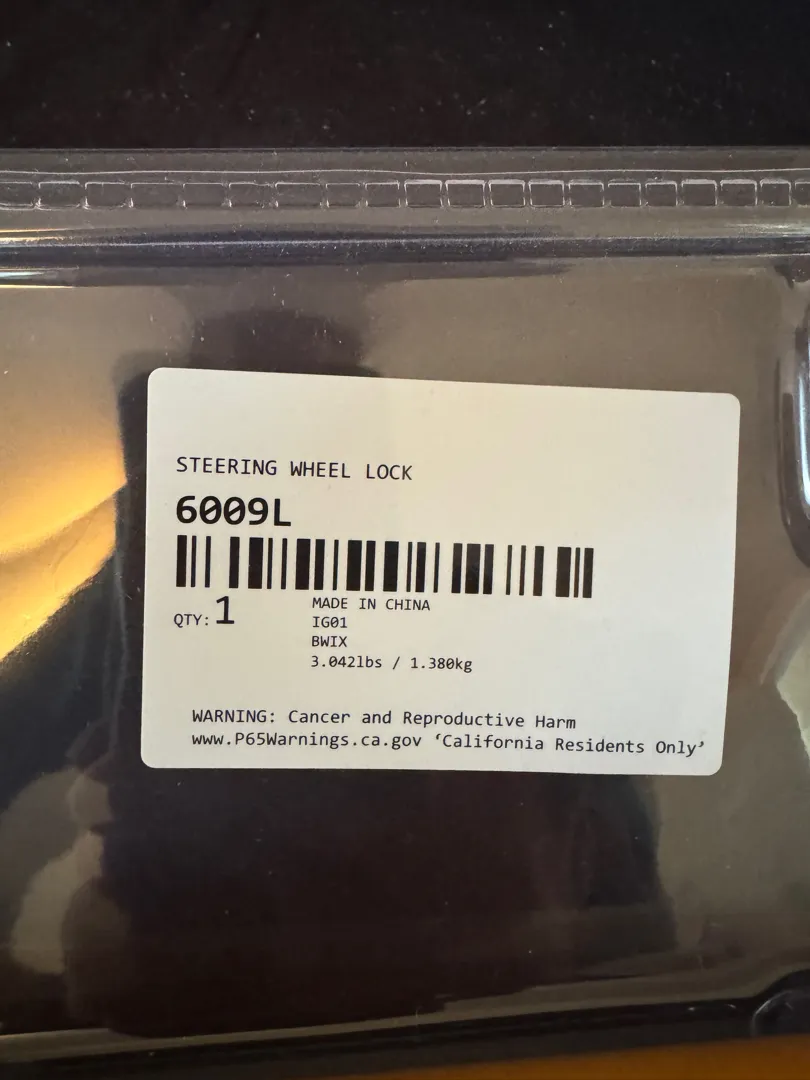 STEERING WHEEL LOCK
6009L
QTY: 1
MADE IN CHINA
IG01
BWIX
3.042lbs / 1.380kg
WARNING: Cancer and Reproductive Harm
www.P65Warnings.ca.gov ‘California Residents Only’